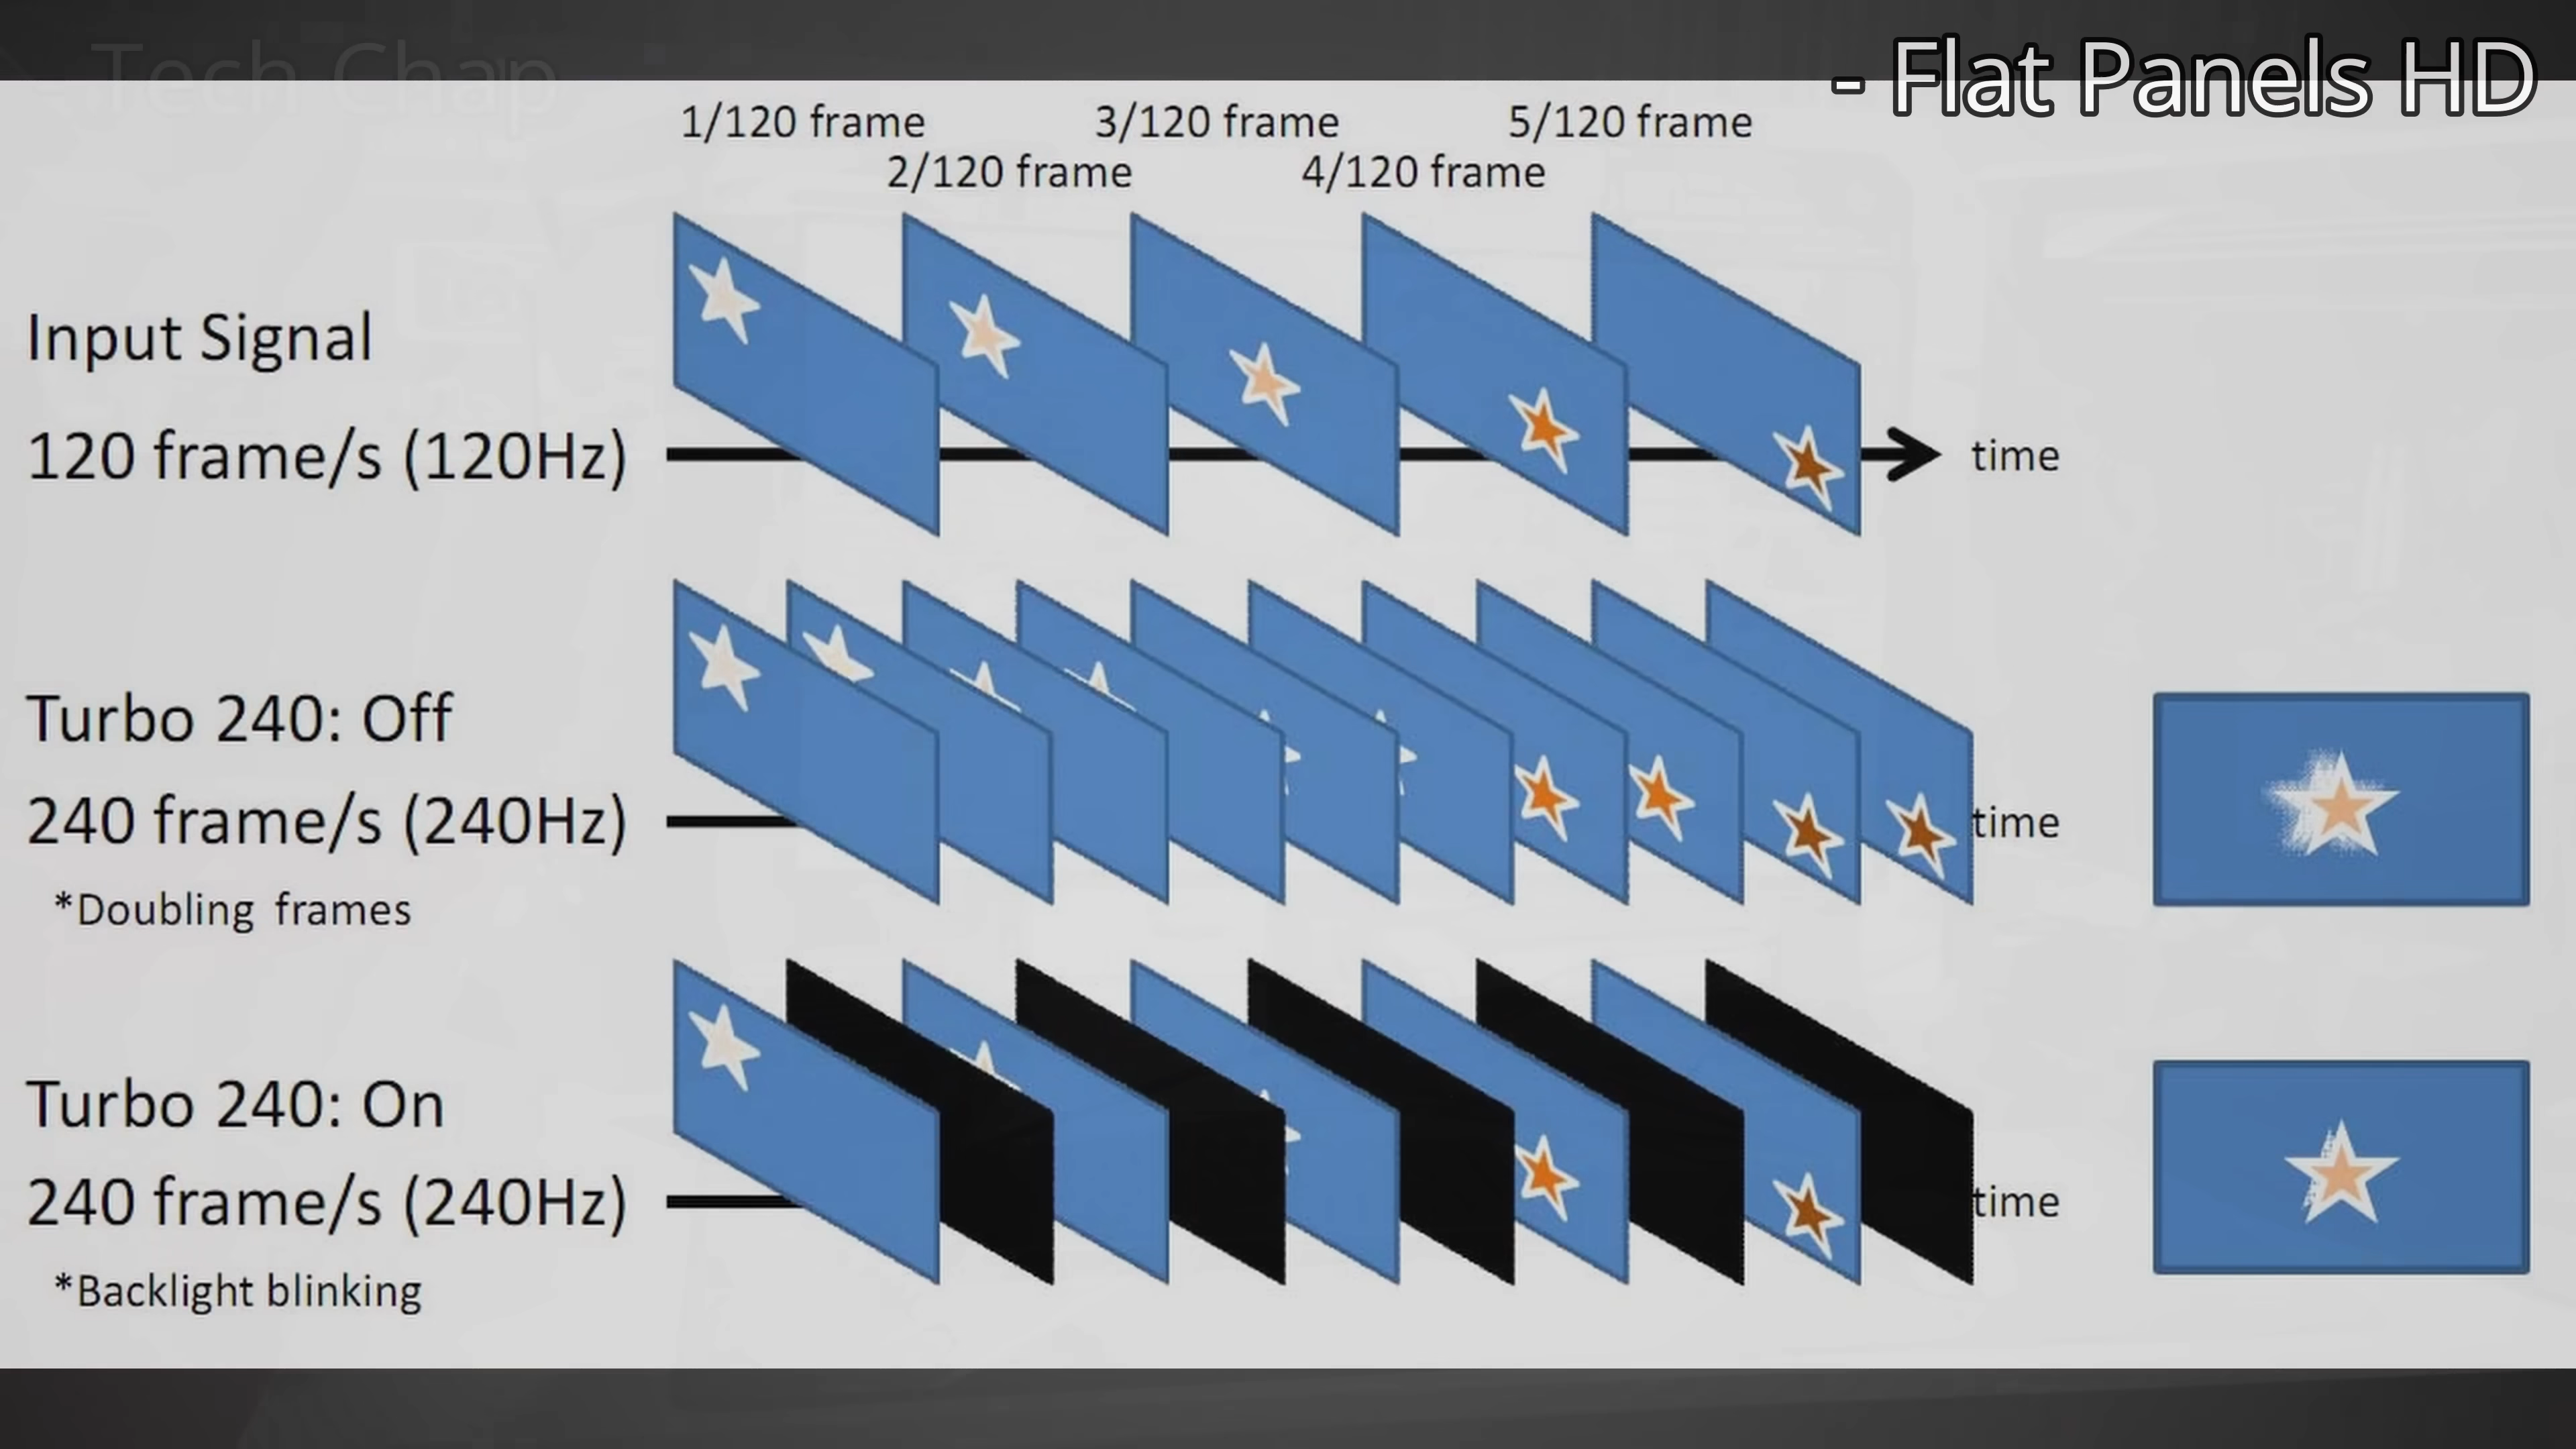 Tech Chap
- Flat Panels HD
1/120 frame
3/120 frame
5/120 frame
2/120 frame
4/120 frame
Input Signal
120 frame/s (120Hz)
time
Turbo 240: Off
240 frame/s (240Hz)
time
*Doubling frames
Turbo 240: On
240 frame/s (240Hz)
time
*Backlight blinking